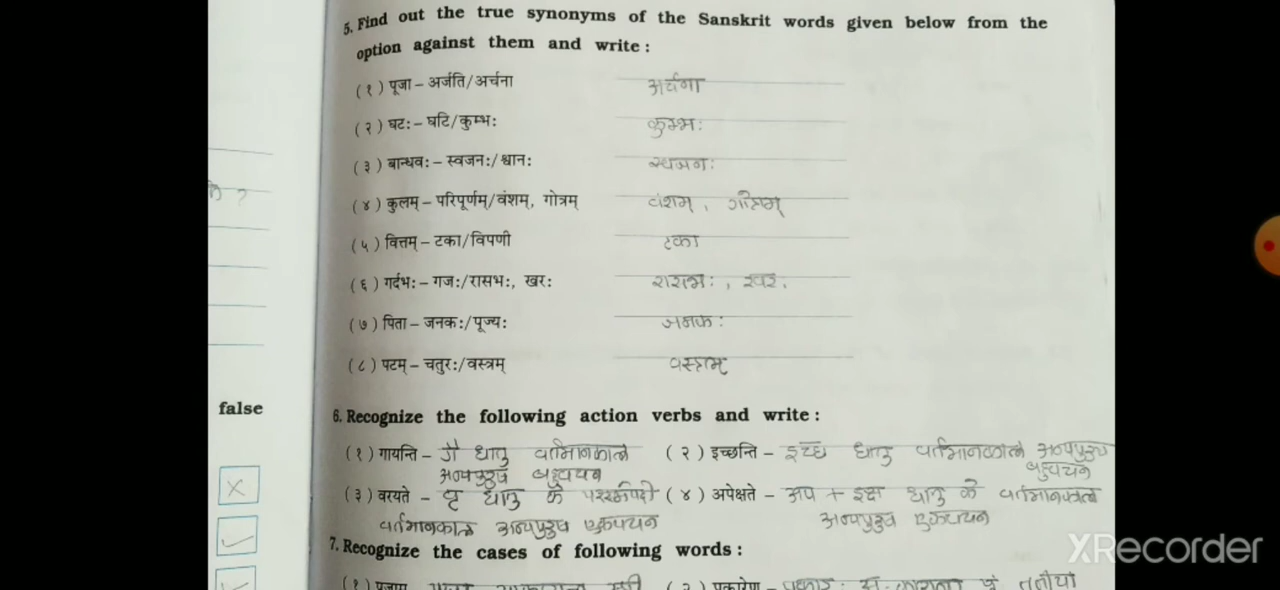 5. Find out the true synonyms of the Sanskrit words given below from the
option against them and write :
(१) पूजा – अर्जति/अर्चना अर्चना
(२) घटः – घटि/कुम्भः कुम्भः
(३) बान्धवः – स्वजनः/श्वानः स्वजनः
(४) कुलम् – परिपूर्णम्/वंशम्, गोत्रम् वंशम्, गोत्रम्
(५) वित्तम् – टका/विपणी टका
(६) गर्दभः – गजः/रासभः, खरः रासभः, खर.
(७) पिता – जनकः/पूज्यः जनकः
(८) पटम् – चतुरः/वस्त्रम् वस्त्रम्
false
6. Recognize the following action verbs and write :
(१) गायन्ति – गै धातु वर्तमानकाल (२) इच्छन्ति – इच्छ धातु वर्तमानकाल अन्यपुरुष
अन्यपुरुष बहुवचन बहुवचन
(३) वरयते – वृ धातु के परस्मैपदी (४) अपेक्षते – अप + इक्ष धातु के वर्तमानकाल
वर्तमानकाल अन्यपुरुष एकवचन अन्यपुरुष एकवचन
7. Recognize the cases of following words :
XRecorder